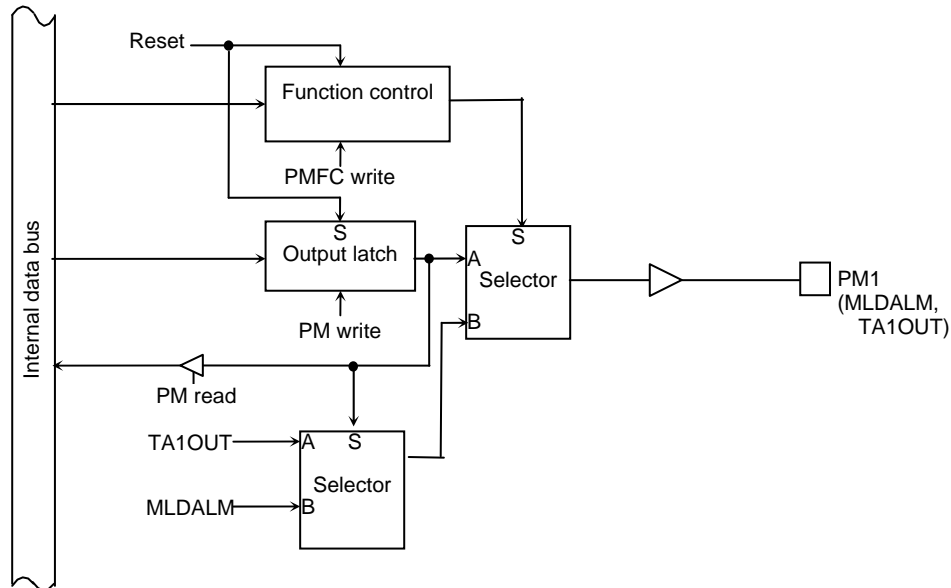 Reset
Function control
PMFC write
S
Output latch
PM write
Internal data bus
S
A
Selector
B
PM1
(MLDALM,
TA1OUT)
PM read
TA1OUT
A
S
Selector
MLDALM
B